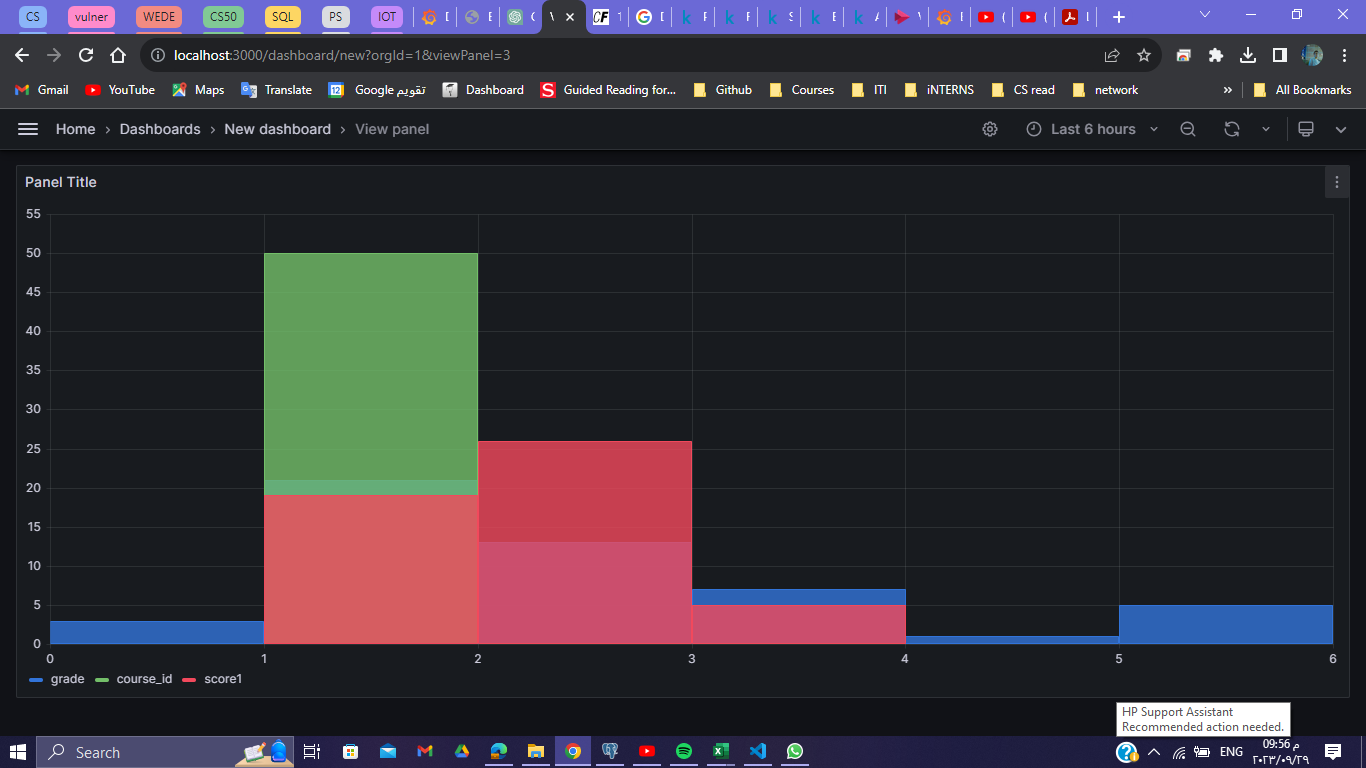 CS vulner WEDE CS50 SQL PS IOT
localhost:3000/dashboard/new?orgId=1&viewPanel=3
Gmail YouTube Maps Translate Google تقويم Dashboard Guided Reading for... Github Courses ITI iNTERNS CS read network » All Bookmarks
Home › Dashboards › New dashboard › View panel Last 6 hours
Panel Title
55
50
45
40
35
30
25
20
15
10
5
0
0 1 2 3 4 5 6
grade course_id score1
HP Support Assistant
Recommended action needed.
Search
ENG
09:56 م
٢٠٢٣/٠٩/٢٩